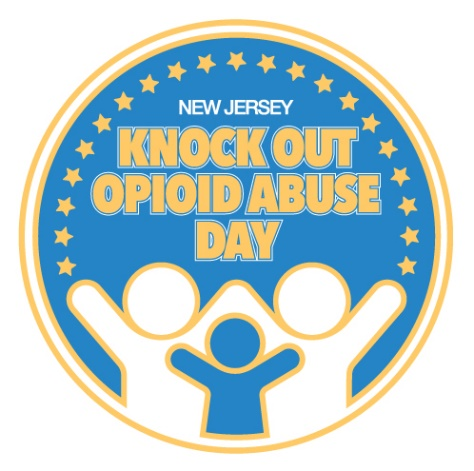 NEW JERSEY
KNOCK OUT
OPIOID ABUSE
DAY